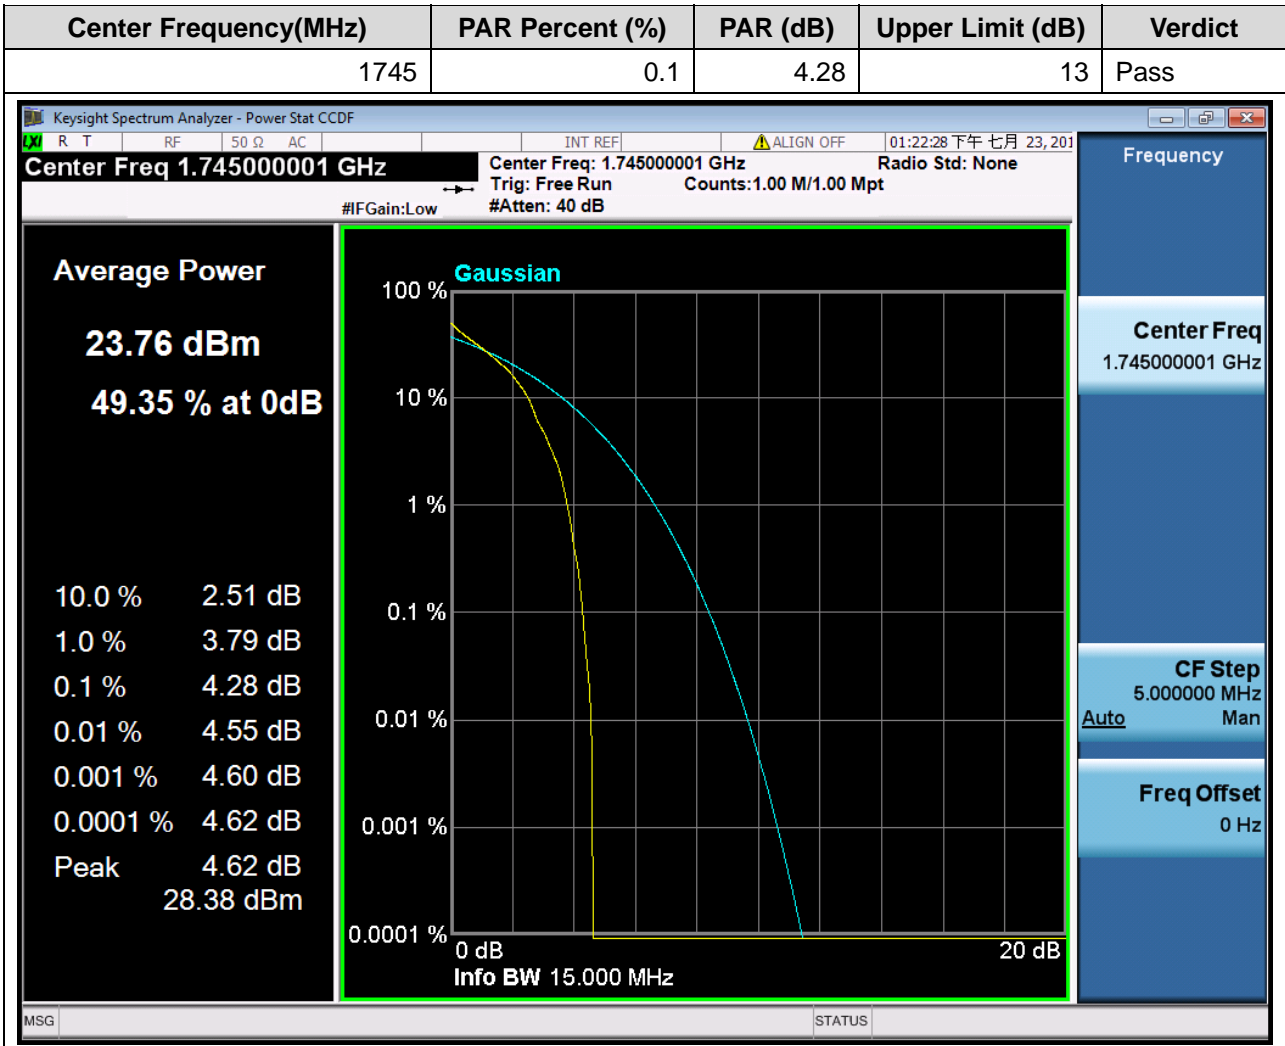 Center Frequency(MHz) PAR Percent (%) PAR (dB) Upper Limit (dB) Verdict
1745 0.1 4.28 13 Pass
Keysight Spectrum Analyzer - Power Stat CCDF
LXI R T RF 50 Ω AC INT REF ALIGN OFF 01:22:28 下午 七月 23, 201
Center Freq 1.745000001 GHz
Center Freq: 1.745000001 GHz Radio Std: None
Trig: Free Run Counts:1.00 M/1.00 Mpt
#IFGain:Low #Atten: 40 dB
Average Power
23.76 dBm
49.35 % at 0dB
10.0 % 2.51 dB
1.0 % 3.79 dB
0.1 % 4.28 dB
0.01 % 4.55 dB
0.001 % 4.60 dB
0.0001 % 4.62 dB
Peak 4.62 dB
28.38 dBm
Gaussian
100 %
10 %
1 %
0.1 %
0.01 %
0.001 %
0.0001 %
0 dB 20 dB
Info BW 15.000 MHz
Frequency
Center Freq
1.745000001 GHz
CF Step
5.000000 MHz
Auto Man
Freq Offset
0 Hz
MSG STATUS